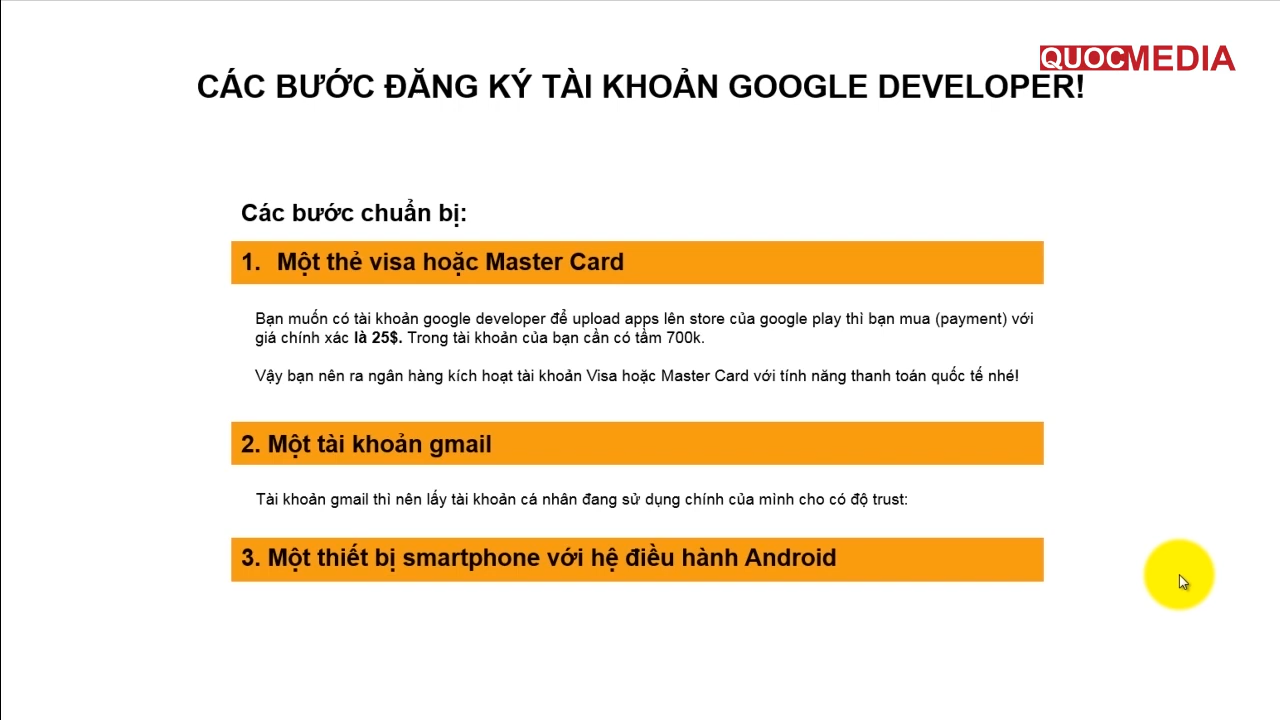 QUOCMEDIA
CÁC BƯỚC ĐĂNG KÝ TÀI KHOẢN GOOGLE DEVELOPER!
Các bước chuẩn bị:
1. Một thẻ visa hoặc Master Card
Bạn muốn có tài khoản google developer để upload apps lên store của google play thì bạn mua (payment) với
giá chính xác là 25$. Trong tài khoản của bạn cần có tầm 700k.
Vậy bạn nên ra ngân hàng kích hoạt tài khoản Visa hoặc Master Card với tính năng thanh toán quốc tế nhé!
2. Một tài khoản gmail
Tài khoản gmail thì nên lấy tài khoản cá nhân đang sử dụng chính của mình cho có độ trust:
3. Một thiết bị smartphone với hệ điều hành Android